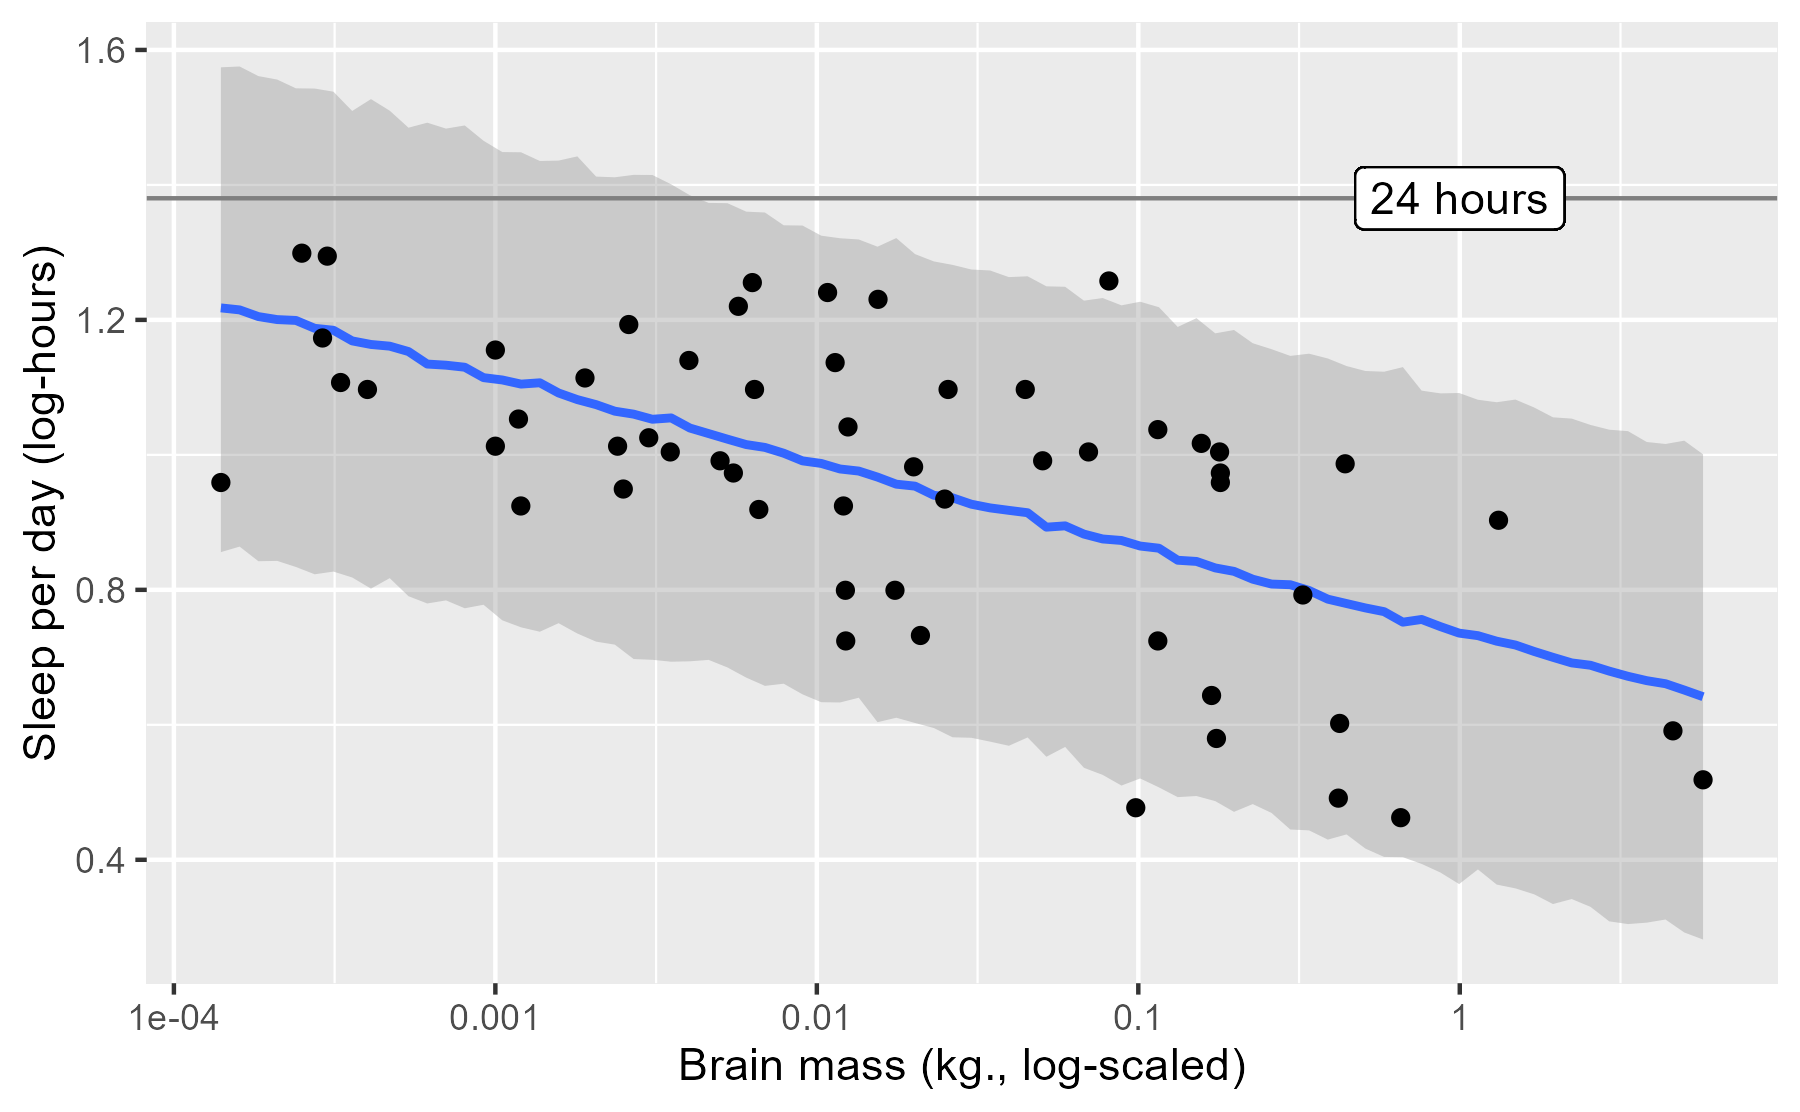 1.6
1.2
0.8
0.4
24 hours
Sleep per day (log-hours)
1e-04
0.001
0.01
0.1
1
Brain mass (kg., log-scaled)